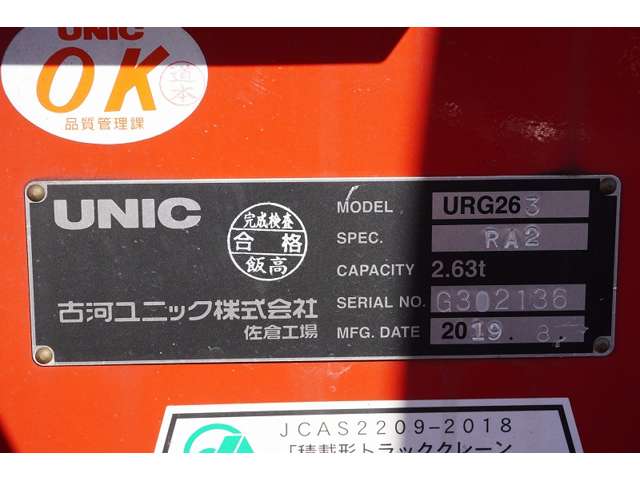 UNIC
OK
道本
品質管理課
UNIC
完成検査
合格
飯高
古河ユニック株式会社
佐倉工場
MODEL URG263
SPEC. RA2
CAPACITY 2.63t
SERIAL NO. G302136
MFG. DATE 2019. 8
JCAS2209-2018
「積載形トラッククレーン